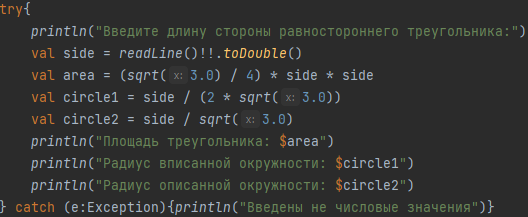 try{
println("Введите длину стороны равностороннего треугольника:")
val side = readLine()!!.toDouble()
val area = (sqrt( x: 3.0) / 4) * side * side
val circle1 = side / (2 * sqrt( x: 3.0))
val circle2 = side / sqrt( x: 3.0)
println("Площадь треугольника: $area")
println("Радиус вписанной окружности: $circle1")
println("Радиус описанной окружности: $circle2")
} catch (e:Exception){println("Введены не числовые значения")}